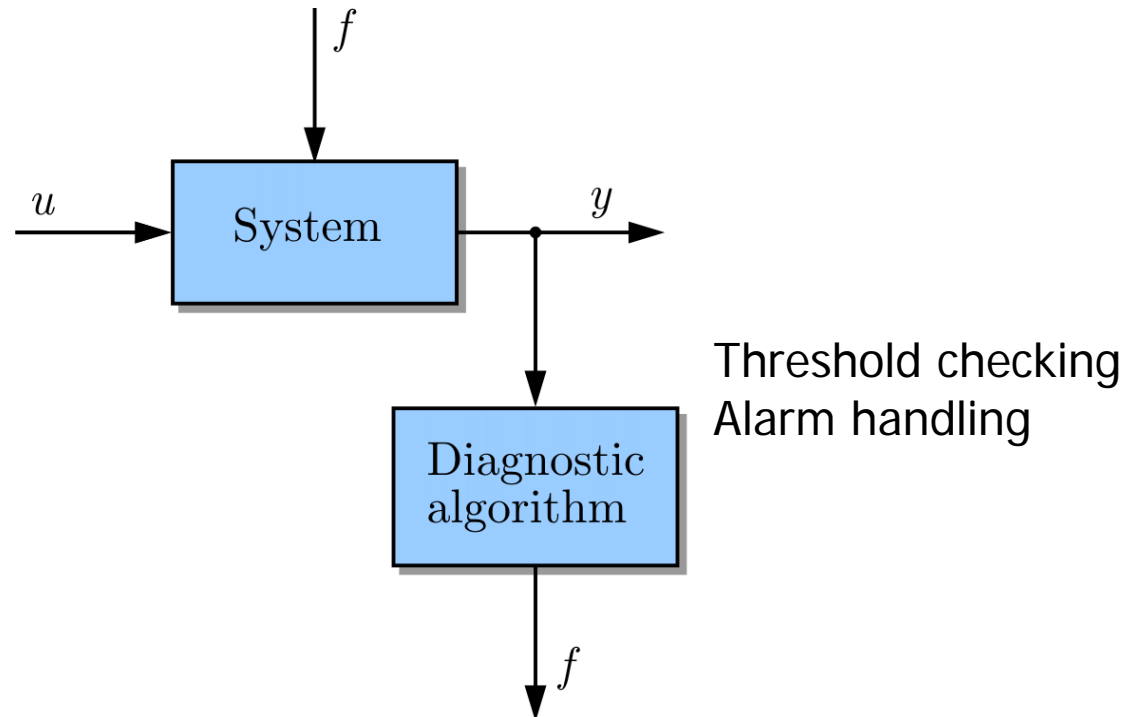 f
u
System
y
Threshold checking
Alarm handling
Diagnostic
algorithm
f